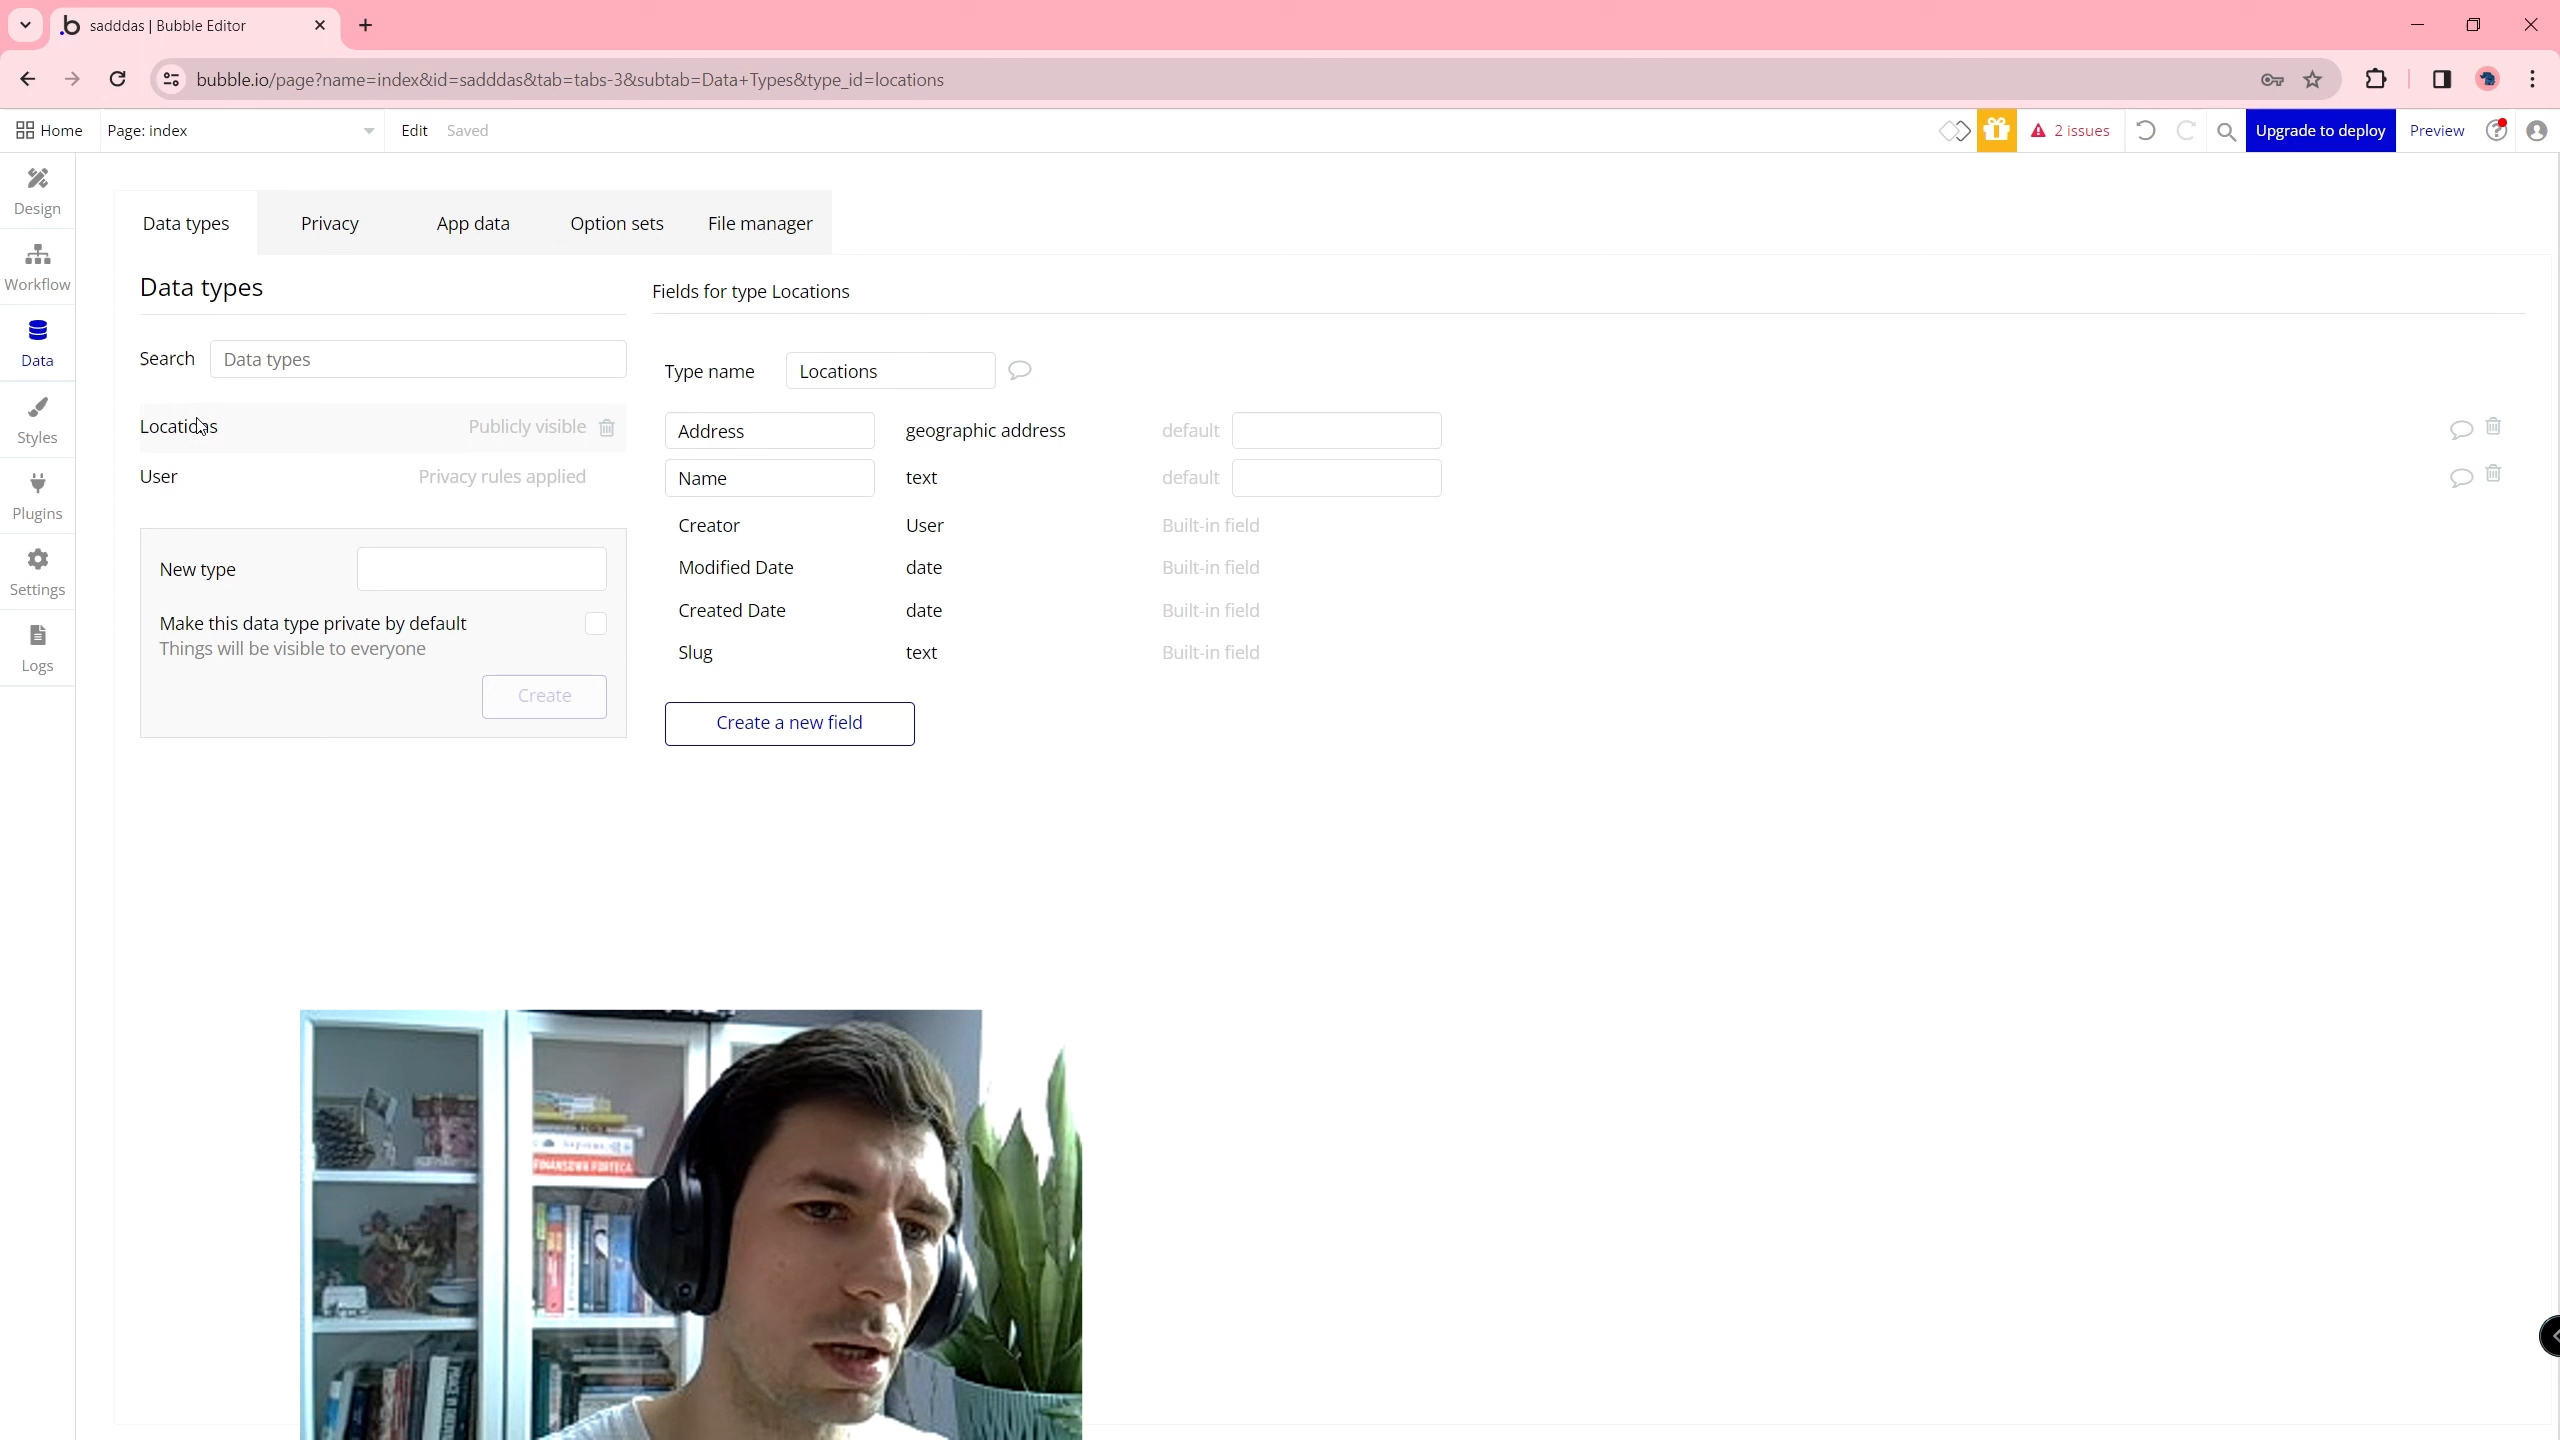 sadddas | Bubble Editor
bubble.io/page?name=index&id=sadddas&tab=tabs-3&subtab=Data+Types&type_id=locations
Home Page: index Edit Saved 2 issues Upgrade to deploy Preview
Design
Workflow
Data
Styles
Plugins
Settings
Logs
Data types Privacy App data Option sets File manager
Data types
Search Data types
Locations Publicly visible
User Privacy rules applied
New type
Make this data type private by default
Things will be visible to everyone
Create
Fields for type Locations
Type name Locations
Address geographic address default
Name text default
Creator User Built-in field
Modified Date date Built-in field
Created Date date Built-in field
Slug text Built-in field
Create a new field
FINANSOWA FORTECA